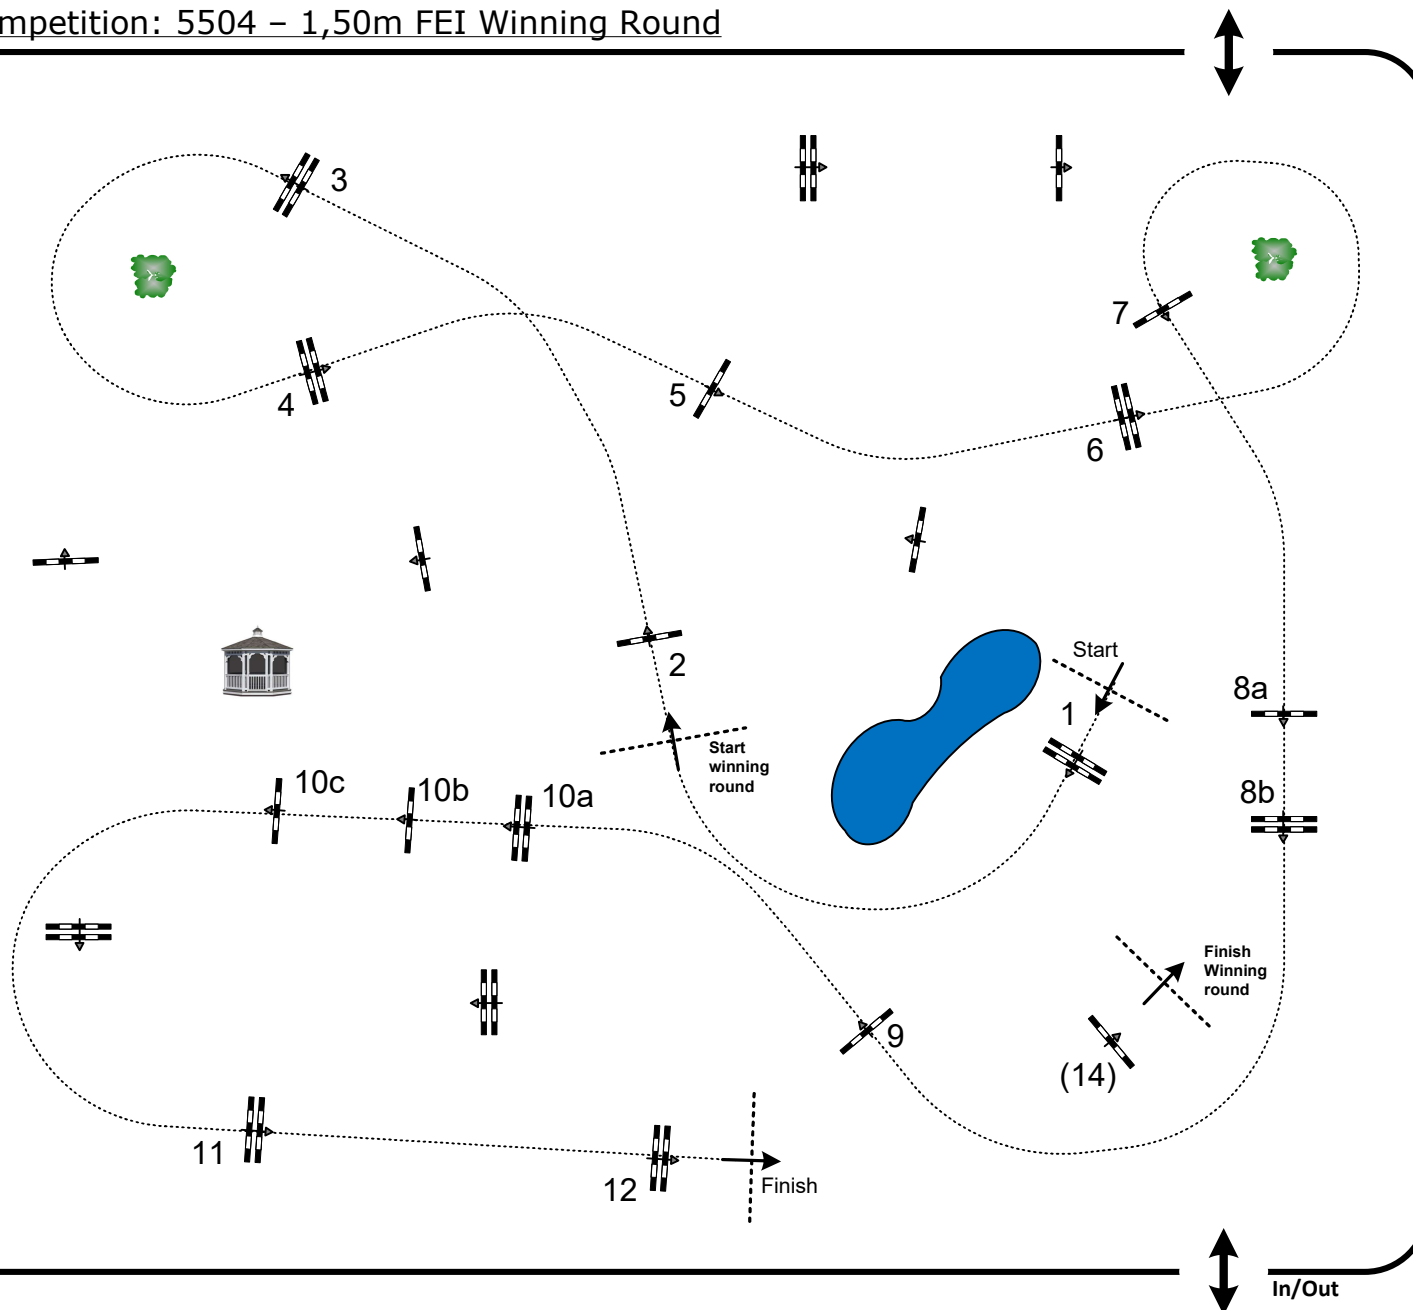 mpetition: 5504 – 1,50m FEI Winning Round
3
7
5
4
6
Start
2
8a
1
Start
winning
round
10c
10b
10a
8b
Finish
Winning
round
9
(14)
11
12
Finish
In/Out